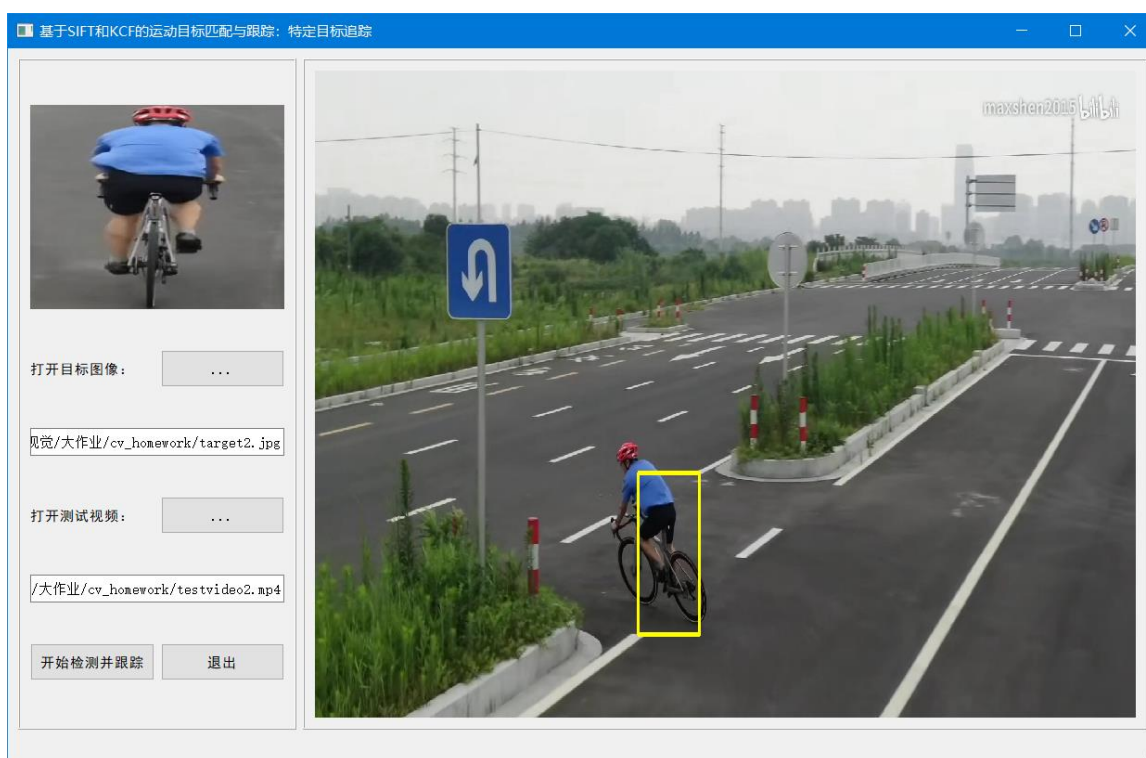 基于SIFT和KCF的运动目标匹配与跟踪：特定目标追踪
maxshen2015 bilibili
打开目标图像：
...
视觉/大作业/cv_homework/target2.jpg
打开测试视频：
...
/大作业/cv_homework/testvideo2.mp4
开始检测并跟踪
退出